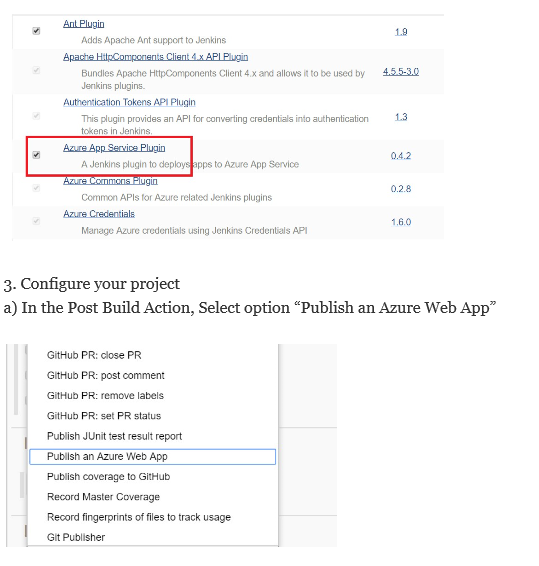 Ant Plugin
Adds Apache Ant support to Jenkins
1.9
Apache HttpComponents Client 4.x API Plugin
Bundles Apache HttpComponents Client 4.x and allows it to be used by
Jenkins plugins.
4.5.5-3.0
Authentication Tokens API Plugin
This plugin provides an API for converting credentials into authentication
tokens in Jenkins.
1.3
Azure App Service Plugin
A Jenkins plugin to deploys apps to Azure App Service
0.4.2
Azure Commons Plugin
Common APIs for Azure related Jenkins plugins
0.2.8
Azure Credentials
Manage Azure credentials using Jenkins Credentials API
1.6.0
3. Configure your project
a) In the Post Build Action, Select option “Publish an Azure Web App”
GitHub PR: close PR
GitHub PR: post comment
GitHub PR: remove labels
GitHub PR: set PR status
Publish JUnit test result report
Publish an Azure Web App
Publish coverage to GitHub
Record Master Coverage
Record fingerprints of files to track usage
Git Publisher